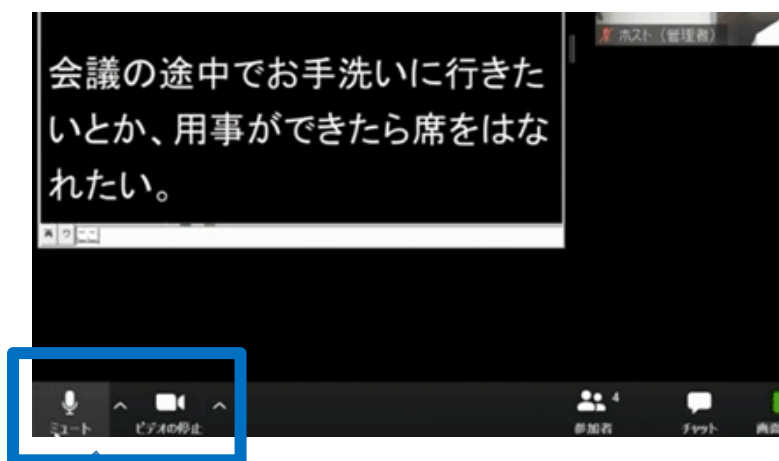 ホスト（管理者）
会議の途中でお手洗いに行きた
いとか、用事ができたら席をはな
れたい。
ミュート
ビデオの停止
4
参加者
チャット
画面